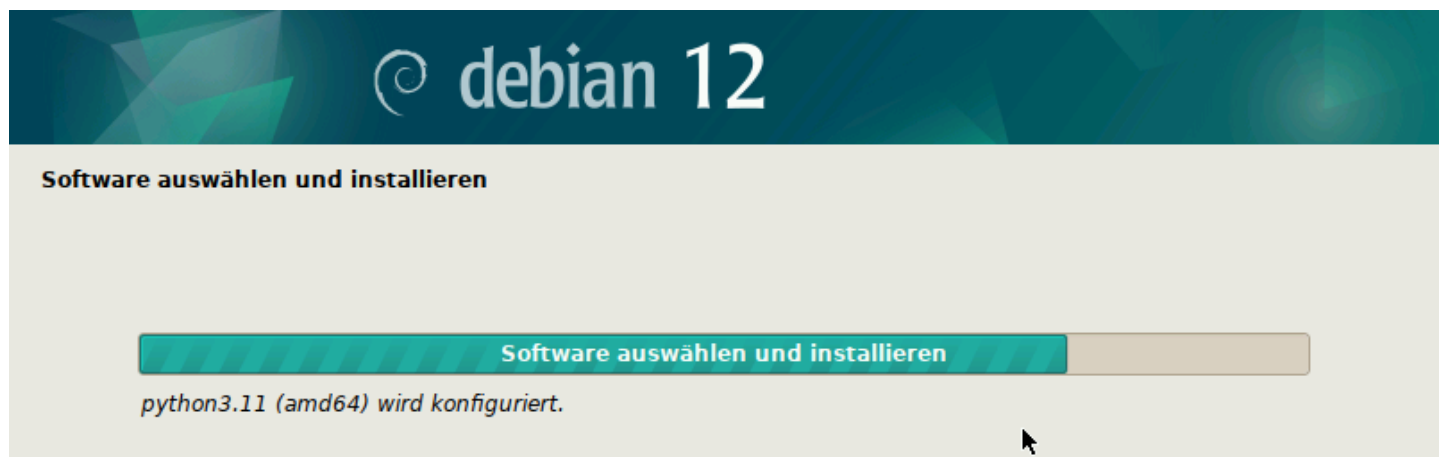 debian 12
Software auswählen und installieren
Software auswählen und installieren
python3.11 (amd64) wird konfiguriert.